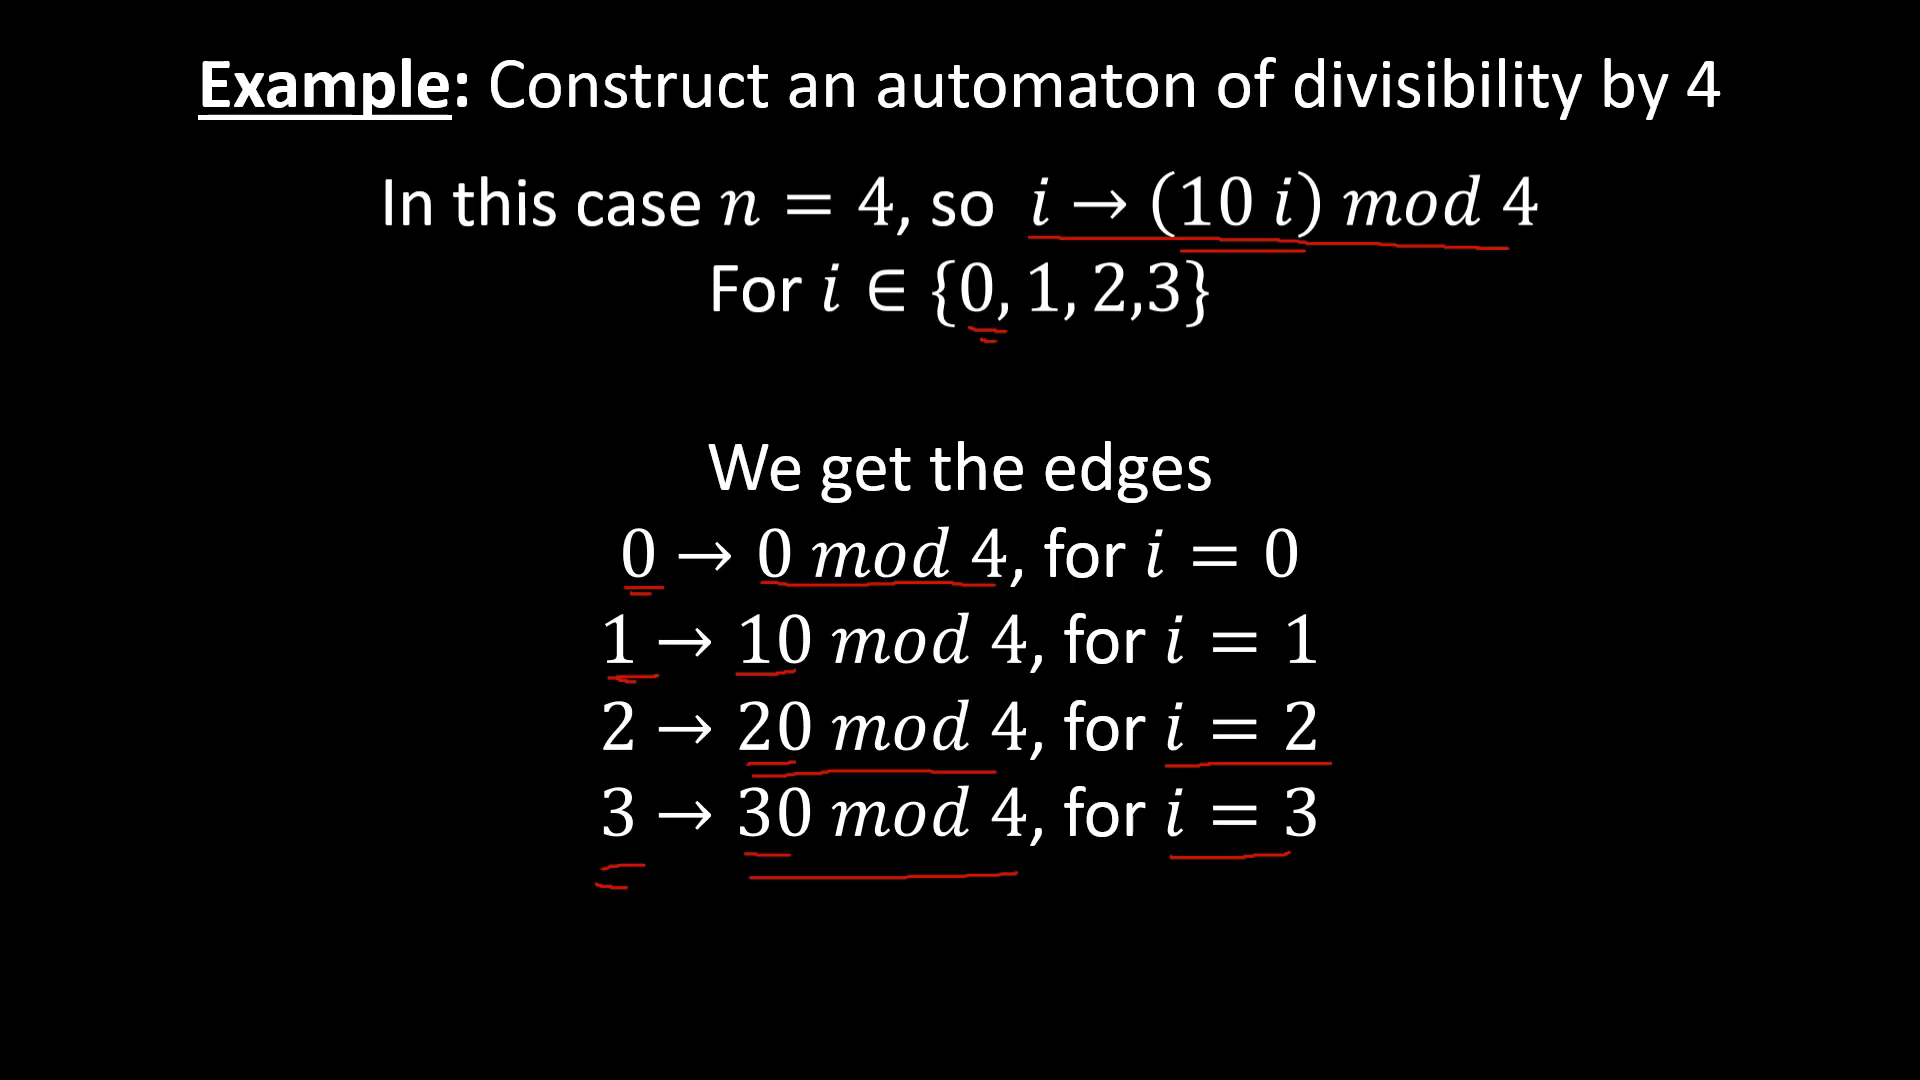 Example: Construct an automaton of divisibility by 4
In this case n = 4, so i → (10 i) mod 4
For i ∈ {0, 1, 2,3}
We get the edges
0 → 0 mod 4, for i = 0
1 → 10 mod 4, for i = 1
2 → 20 mod 4, for i = 2
3 → 30 mod 4, for i = 3